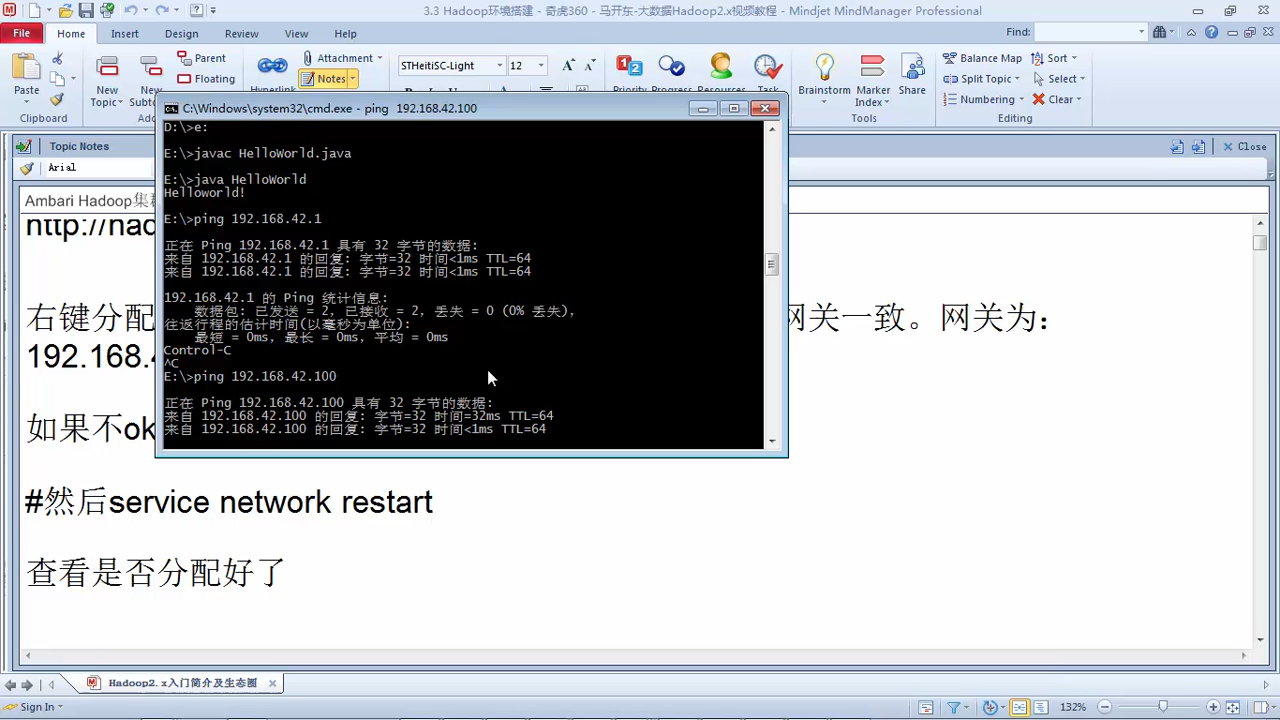 3.3 Hadoop环境搭建 - 奇虎360 - 马开东-大数据Hadoop2.x视频教程 - Mindjet MindManager Professional
File Home Insert Design Review View Help Find:
Paste
Clipboard
New Topic
New
Parent
Floating
Attachment
Notes
STHeitiSC-Light 12
Balance Map Sort
Split Topic Select
Numbering Clear
Brainstorm
Marker Index
Share
Tools
C:\Windows\system32\cmd.exe - ping 192.168.42.100
D:\>e:
E:\>javac HelloWorld.java
E:\>java HelloWorld
Helloworld!
E:\>ping 192.168.42.1
正在 Ping 192.168.42.1 具有 32 字节的数据:
来自 192.168.42.1 的回复: 字节=32 时间<1ms TTL=64
来自 192.168.42.1 的回复: 字节=32 时间<1ms TTL=64
192.168.42.1 的 Ping 统计信息:
数据包: 已发送 = 2, 已接收 = 2, 丢失 = 0 (0% 丢失),
往返行程的估计时间(以毫秒为单位):
最短 = 0ms, 最长 = 0ms, 平均 = 0ms
Control-C
^C
E:\>ping 192.168.42.100
正在 Ping 192.168.42.100 具有 32 字节的数据:
来自 192.168.42.100 的回复: 字节=32 时间=32ms TTL=64
来自 192.168.42.100 的回复: 字节=32 时间<1ms TTL=64
Topic Notes Close
Arial
Ambari Hadoop集
右键分配 网关一致。网关为:
192.168.
如果不ok
#然后service network restart
查看是否分配好了
Hadoop2. x入门简介及生态圈
Sign In 132%